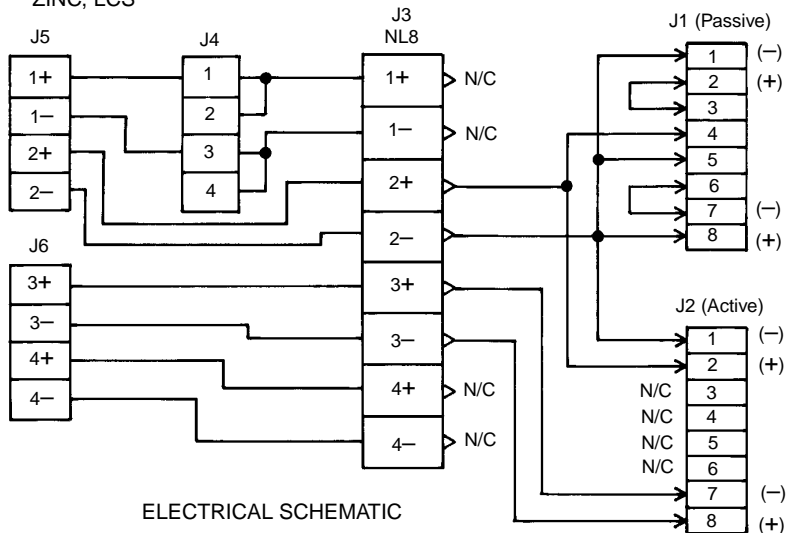 ZINC, LCS
J5
1+
1–
2+
2–
J4
1
2
3
4
J3
NL8
1+
N/C
1–
N/C
2+
2–
3+
3–
4+
N/C
4–
N/C
J6
3+
3–
4+
4–
J1 (Passive)
1 (–)
2 (+)
3
4
5
6
7 (–)
8 (+)
J2 (Active)
1 (–)
2 (+)
N/C 3
N/C 4
N/C 5
N/C 6
7 (–)
8 (+)
ELECTRICAL SCHEMATIC